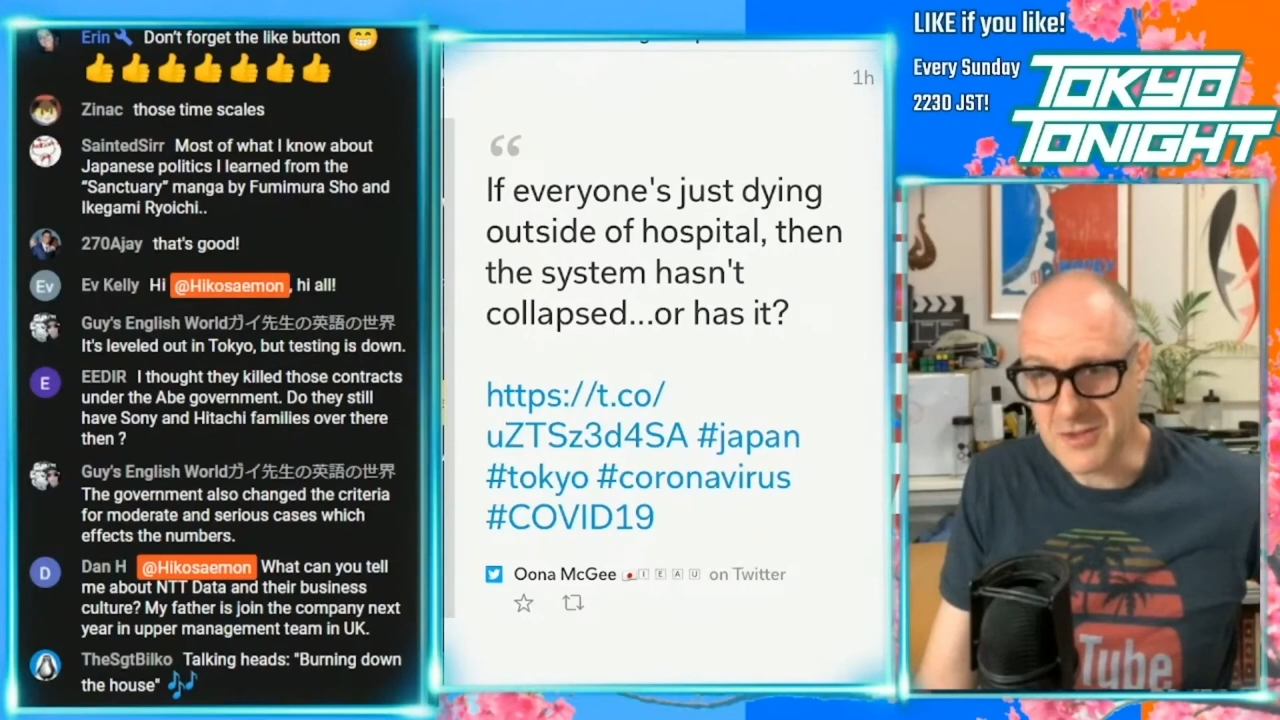 Erin Don't forget the like button
Zinac those time scales
SaintedSirr Most of what I know about
Japanese politics I learned from the
“Sanctuary” manga by Fumimura Sho and
Ikegami Ryoichi..
270Ajay that's good!
Ev
Ev Kelly Hi @Hikosaemon, hi all!
Guy's English Worldガイ先生の英語の世界
It's leveled out in Tokyo, but testing is down.
E
EEDIR I thought they killed those contracts
under the Abe government. Do they still
have Sony and Hitachi families over there
then ?
Guy's English Worldガイ先生の英語の世界
The government also changed the criteria
for moderate and serious cases which
effects the numbers.
D
Dan H @Hikosaemon What can you tell
me about NTT Data and their business
culture? My father is join the company next
year in upper management team in UK.
TheSgtBilko Talking heads: "Burning down
the house"
1h
“
If everyone's just dying
outside of hospital, then
the system hasn't
collapsed...or has it?
https://t.co/
uZTSz3d4SA #japan
#tokyo #coronavirus
#COVID19
Oona McGee 🇮 🇪 🇦 🇺 on Twitter
LIKE if you like!
Every Sunday
2230 JST!
TOKYO
TONIGHT
Tube